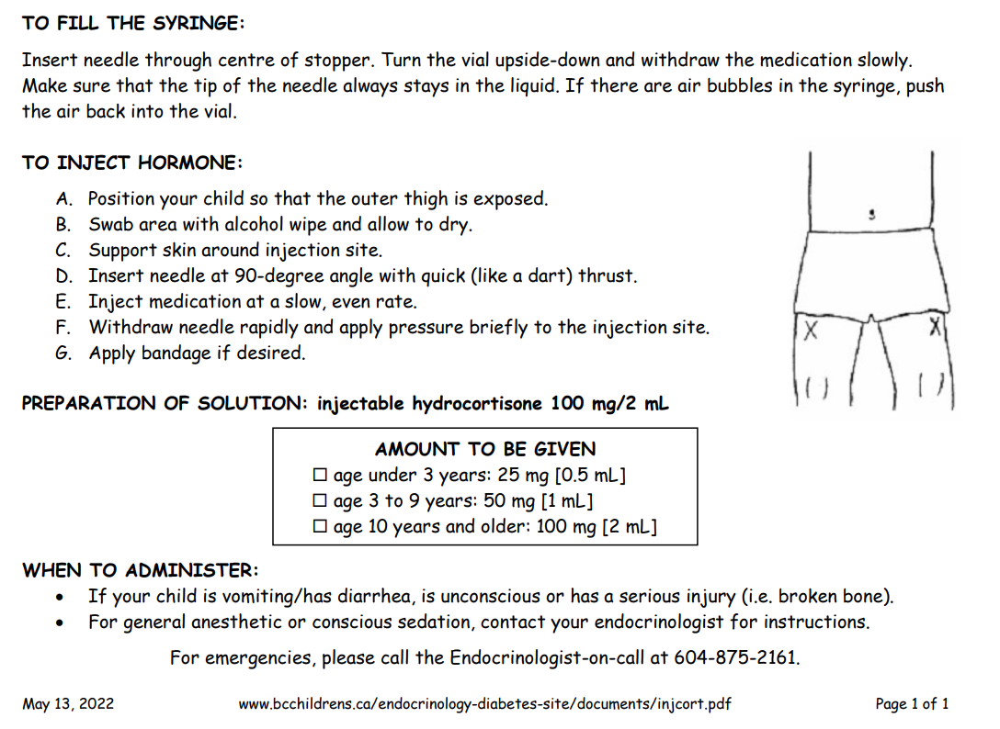 TO FILL THE SYRINGE:
Insert needle through centre of stopper. Turn the vial upside-down and withdraw the medication slowly.
Make sure that the tip of the needle always stays in the liquid. If there are air bubbles in the syringe, push
the air back into the vial.
TO INJECT HORMONE:
A. Position your child so that the outer thigh is exposed.
B. Swab area with alcohol wipe and allow to dry.
C. Support skin around injection site.
D. Insert needle at 90-degree angle with quick (like a dart) thrust.
E. Inject medication at a slow, even rate.
F. Withdraw needle rapidly and apply pressure briefly to the injection site.
G. Apply bandage if desired.
X X
PREPARATION OF SOLUTION: injectable hydrocortisone 100 mg/2 mL
AMOUNT TO BE GIVEN
☐ age under 3 years: 25 mg [0.5 mL]
☐ age 3 to 9 years: 50 mg [1 mL]
☐ age 10 years and older: 100 mg [2 mL]
WHEN TO ADMINISTER:
• If your child is vomiting/has diarrhea, is unconscious or has a serious injury (i.e. broken bone).
• For general anesthetic or conscious sedation, contact your endocrinologist for instructions.
For emergencies, please call the Endocrinologist-on-call at 604-875-2161.
May 13, 2022 www.bcchildrens.ca/endocrinology-diabetes-site/documents/injcort.pdf Page 1 of 1